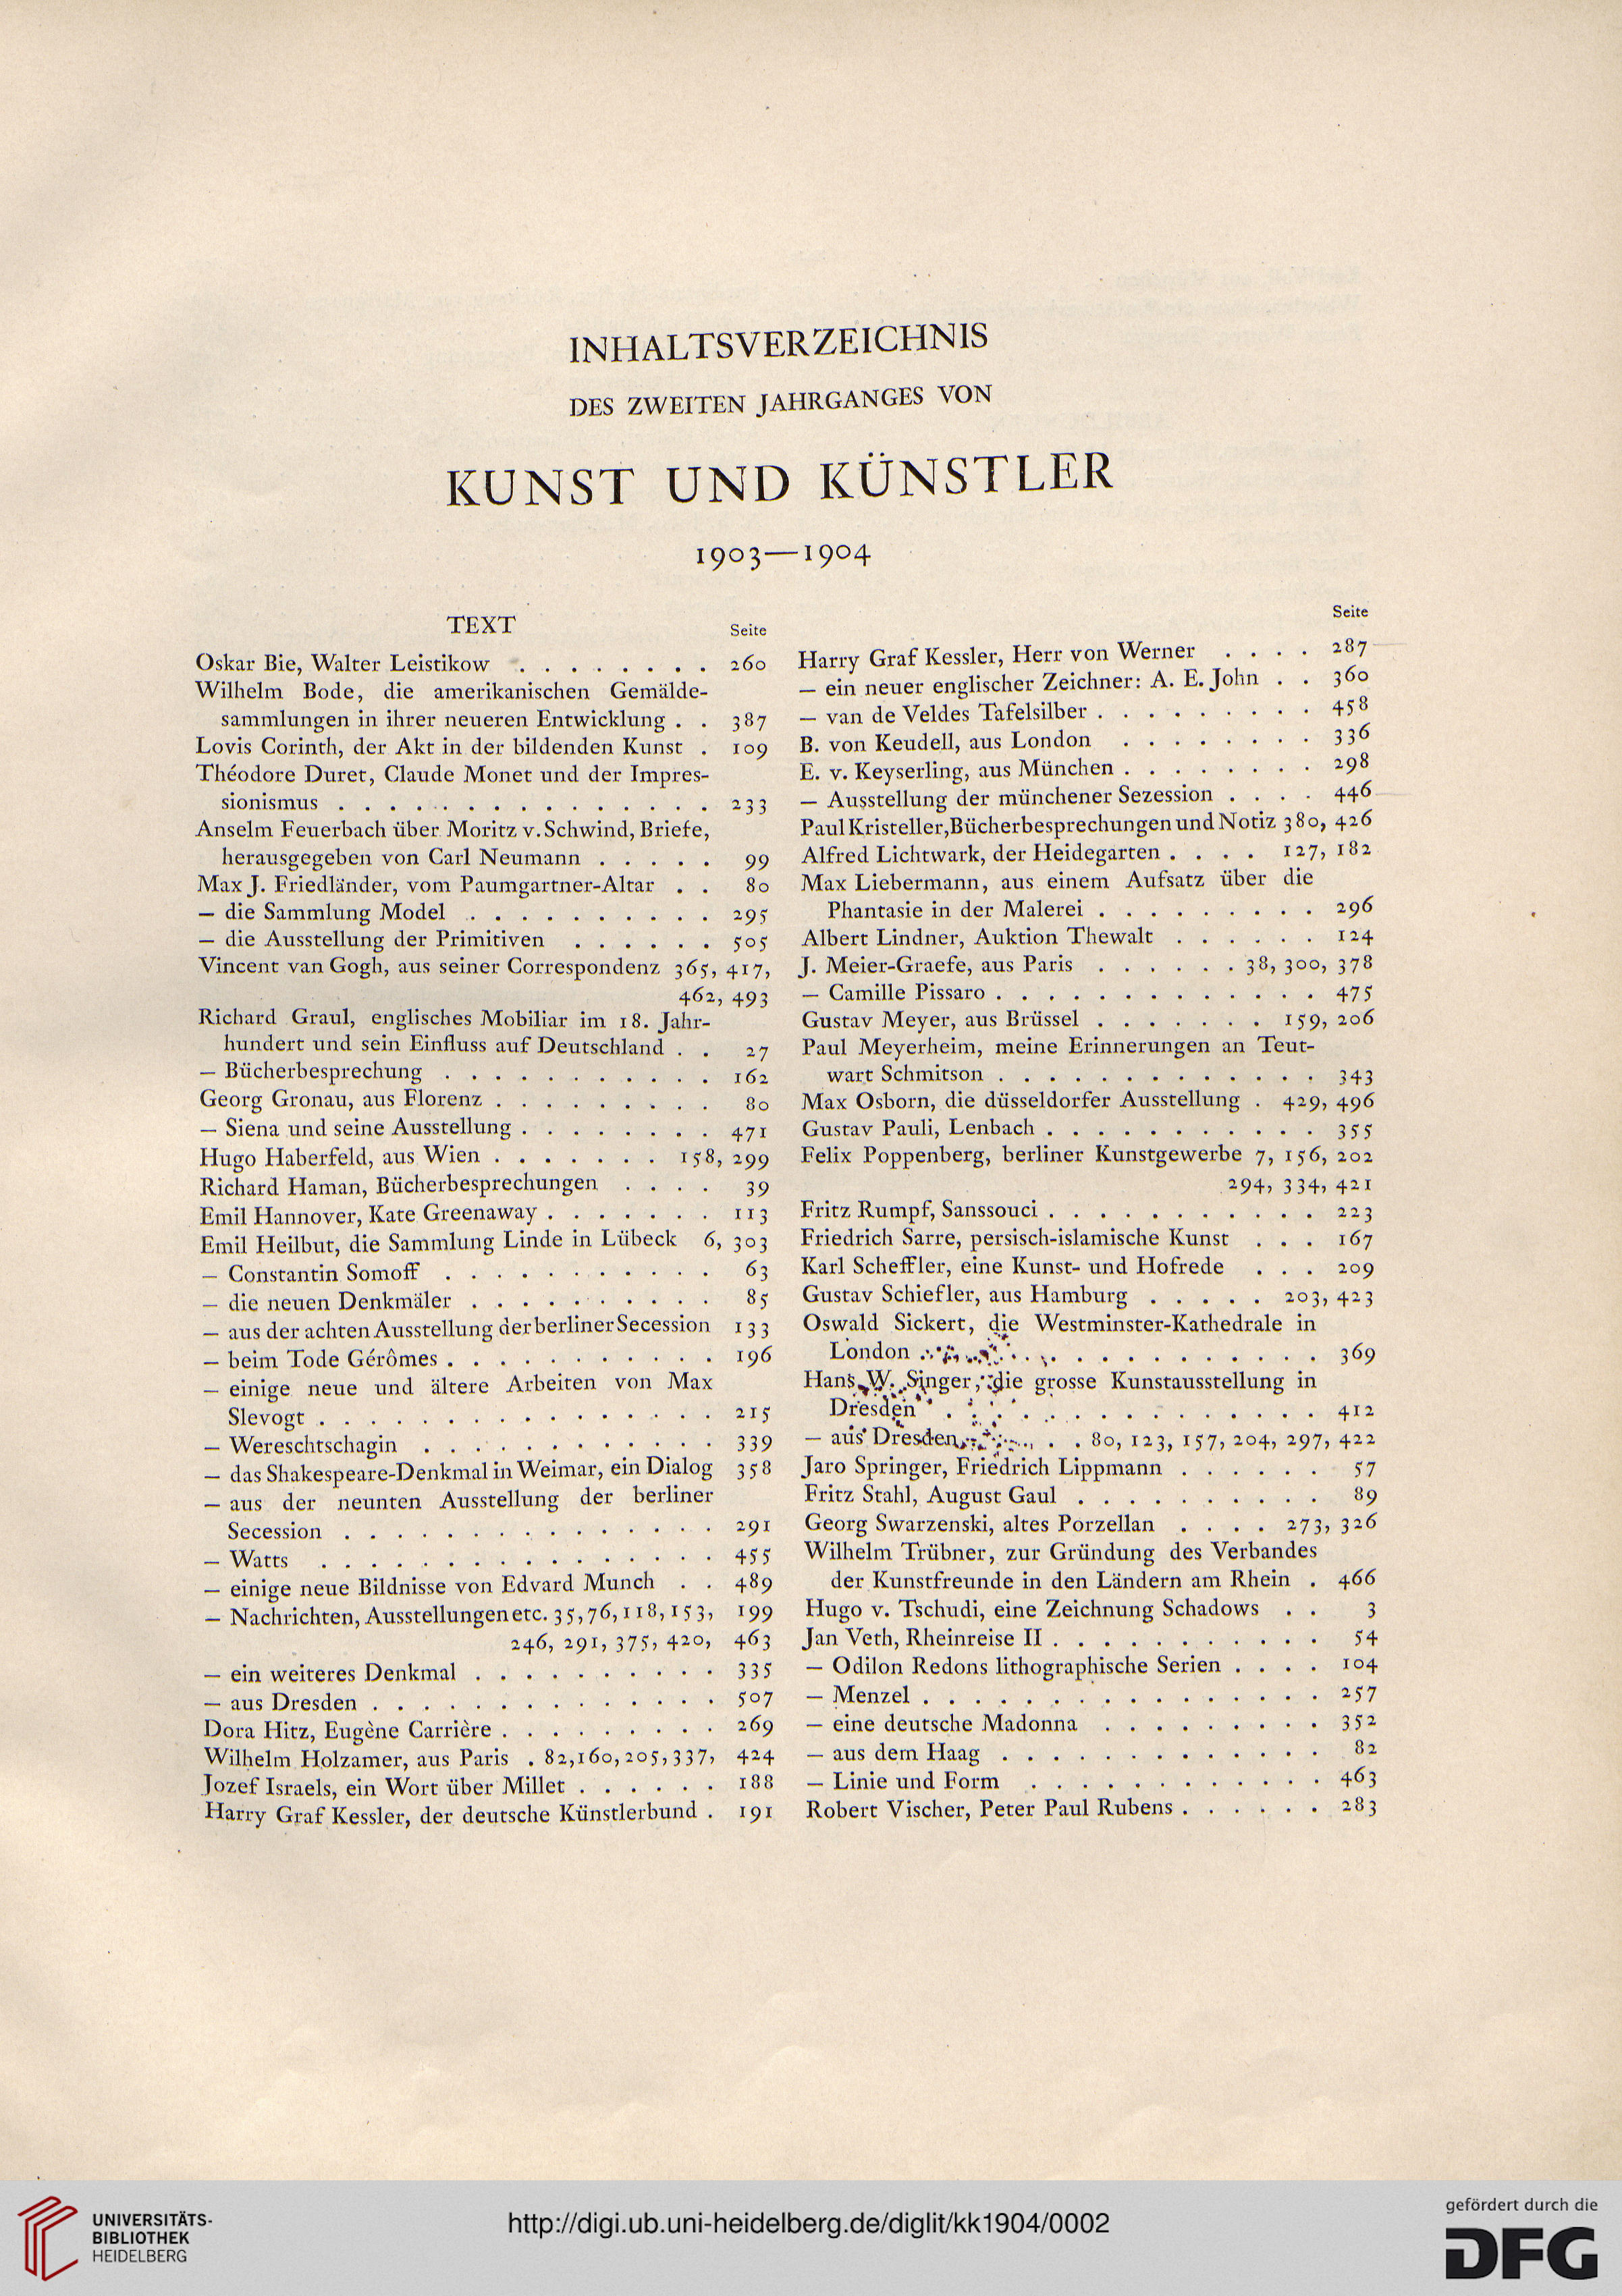 INHALTSVERZEICHNIS
DES ZWEITEN JAHRGANGES VON
KUNST UND KÜNSTLER
1903—1904
TEXT
Seite
Oskar Bie, Walter Leistikow . . . . . . . . 260
Wilhelm Bode, die amerikanischen Gemälde-
sammlungen in ihrer neueren Entwicklung . . 387
Lovis Corinth, der Akt in der bildenden Kunst . 109
Théodore Duret, Claude Monet und der Impres-
sionismus . . . . . . . . . . . . . . . 233
Anselm Feuerbach über Moritz v. Schwind, Briefe,
herausgegeben von Carl Neumann . . . . . 99
Max J. Friedländer, vom Paumgartner-Altar . . 80
— die Sammlung Model . . . . . . . . . . 295
— die Ausstellung der Primitiven . . . . . . 505
Vincent van Gogh, aus seiner Correspondenz 365, 417,
462, 493
Richard Graul, englisches Mobiliar im 18. Jahr-
hundert und sein Einfluss auf Deutschland . . 27
— Bücherbesprechung . . . . . . . . . . . 162
Georg Gronau, aus Florenz . . . . . . . . . 80
— Siena und seine Ausstellung . . . . . . . . 471
Hugo Haberfeld, aus Wien . . . . . . . 158, 299
Richard Haman, Bücherbesprechungen . . . . 39
Emil Hannover, Kate Greenaway . . . . . . . 113
Emil Heilbut, die Sammlung Linde in Lübeck 6, 303
— Constantin Somoff . . . . . . . . . . . 63
— die neuen Denkmäler . . . . . . . . . . 85
— aus der achten Ausstellung der berliner Secession 133
— beim Tode Gérômes . . . . . . . . . . . 196
— einige neue und ältere Arbeiten von Max
Slevogt . . . . . . . . . . . . . . . . 215
— Wereschtschagin . . . . . . . . . . . . 339
— das Shakespeare-Denkmal in Weimar, ein Dialog 358
— aus der neunten Ausstellung der berliner
Secession . . . . . . . . . . . . . . . 291
— Watts . . . . . . . . . . . . . . . . 455
— einige neue Bildnisse von Edvard Munch . . 489
— Nachrichten, Ausstellungen etc. 35, 76, 118, 153, 199
246, 291, 375, 420, 463
— ein weiteres Denkmal . . . . . . . . . . 335
— aus Dresden . . . . . . . . . . . . . . 507
Dora Hitz, Eugène Carrière . . . . . . . . . 269
Wilhelm Holzamer, aus Paris . 82, 160, 205, 337, 424
Jozef Israels, ein Wort über Millet . . . . . . 188
Harry Graf Kessler, der deutsche Künstlerbund . 191
Seite
Harry Graf Kessler, Herr von Werner . . . . 287
— ein neuer englischer Zeichner: A. E. John . . 360
— van de Veldes Tafelsilber . . . . . . . . . 458
B. von Keudell, aus London . . . . . . . . 336
E. v. Keyserling, aus München . . . . . . . . 298
— Ausstellung der münchener Sezession . . . . 446
Paul Kristeller, Bücherbesprechungen und Notiz 380, 426
Alfred Lichtwark, der Heidegarten . . . . 127, 182
Max Liebermann, aus einem Aufsatz über die
Phantasie in der Malerei . . . . . . . . . 296
Albert Lindner, Auktion Thewalt . . . . . . 124
J. Meier-Graefe, aus Paris . . . . . . 38, 300, 378
— Camille Pissaro . . . . . . . . . . . . . 475
Gustav Meyer, aus Brüssel . . . . . . . 159, 206
Paul Meyerheim, meine Erinnerungen an Teut-
wart Schmitson . . . . . . . . . . . . . 343
Max Osborn, die düsseldorfer Ausstellung . 429, 496
Gustav Pauli, Lenbach . . . . . . . . . . . 355
Felix Poppenberg, berliner Kunstgewerbe 7, 156, 202
294, 334, 421
Fritz Rumpf, Sanssouci . . . . . . . . . . . 223
Friedrich Sarre, persisch-islamische Kunst . . . 167
Karl Scheffler, eine Kunst- und Hofrede . . . 209
Gustav Schiefler, aus Hamburg . . . . . 203, 423
Oswald Sickert, die Westminster-Kathedrale in
London . . . . . . . . . . . . . . . . 369
Hans W. Singer, die grosse Kunstausstellung in
Dresden . . . . . . . . . . . . . . . 412
— aus Dresden . . . . 80, 123, 157, 204, 297, 422
Jaro Springer, Friedrich Lippmann . . . . . . 57
Fritz Stahl, August Gaul . . . . . . . . . . 89
Georg Swarzenski, altes Porzellan . . . . 273, 326
Wilhelm Trübner, zur Gründung des Verbandes
der Kunstfreunde in den Ländern am Rhein . 466
Hugo v. Tschudi, eine Zeichnung Schadows . . 3
Jan Veth, Rheinreise II . . . . . . . . . . . 54
— Odilon Redons lithographische Serien . . . . 104
— Menzel . . . . . . . . . . . . . . . . 257
— eine deutsche Madonna . . . . . . . . . 352
— aus dem Haag . . . . . . . . . . . . . 82
— Linie und Form . . . . . . . . . . . . 463
Robert Vischer, Peter Paul Rubens . . . . . . 283
UNIVERSITÄTS-
BIBLIOTHEK
HEIDELBERG
http://digi.ub.uni-heidelberg.de/diglit/kk1904/0002
gefördert durch die
DFG